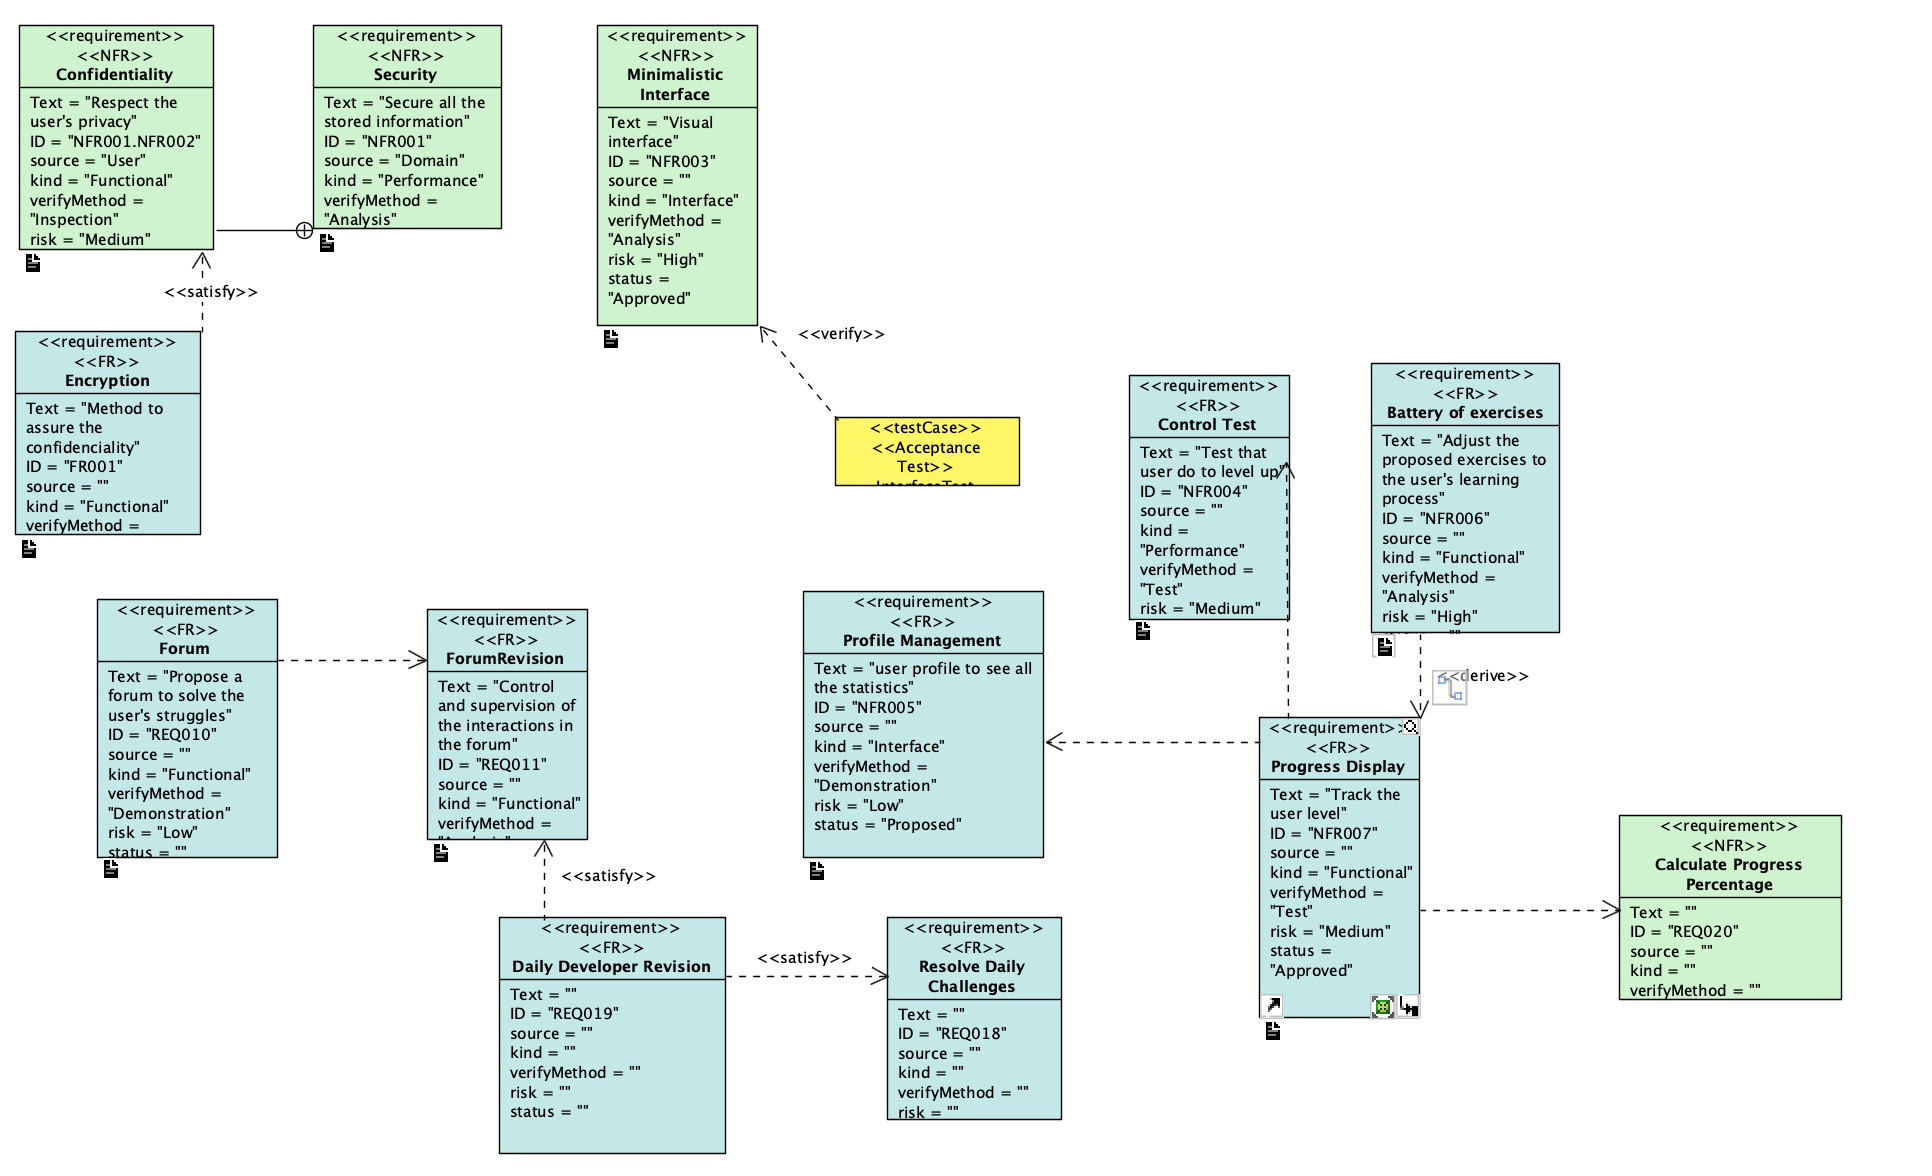 <<requirement>>
<<NFR>>
Confidentiality
Text = "Respect the
user's privacy"
ID = "NFR001.NFR002"
source = "User"
kind = "Functional"
verifyMethod =
"Inspection"
risk = "Medium"
<<requirement>>
<<NFR>>
Security
Text = "Secure all the
stored information"
ID = "NFR001"
source = "Domain"
kind = "Performance"
verifyMethod =
"Analysis"
<<requirement>>
<<NFR>>
Minimalistic
Interface
Text = "Visual
interface"
ID = "NFR003"
source = ""
kind = "Interface"
verifyMethod =
"Analysis"
risk = "High"
status =
"Approved"
<<satisfy>>
<<verify>>
<<requirement>>
<<FR>>
Encryption
Text = "Method to
assure the
confidenciality"
ID = "FR001"
source = ""
kind = "Functional"
verifyMethod =
<<testCase>>
<<Acceptance
Test>>
InterfaceTest
<<requirement>>
<<FR>>
Control Test
Text = "Test that
user do to level up"
ID = "NFR004"
source = ""
kind =
"Performance"
verifyMethod =
"Test"
risk = "Medium"
<<requirement>>
<<FR>>
Battery of exercises
Text = "Adjust the
proposed exercises to
the user's learning
process"
ID = "NFR006"
source = ""
kind = "Functional"
verifyMethod =
"Analysis"
risk = "High"
<<derive>>
<<requirement>>
<<FR>>
Forum
Text = "Propose a
forum to solve the
user's struggles"
ID = "REQ010"
source = ""
kind = "Functional"
verifyMethod =
"Demonstration"
risk = "Low"
status = ""
<<requirement>>
<<FR>>
ForumRevision
Text = "Control
and supervision of
the interactions in
the forum"
ID = "REQ011"
source = ""
kind = "Functional"
verifyMethod =
<<requirement>>
<<FR>>
Profile Management
Text = "user profile to see all
the statistics"
ID = "NFR005"
source = ""
kind = "Interface"
verifyMethod =
"Demonstration"
risk = "Low"
status = "Proposed"
<<requirement>>
<<FR>>
Progress Display
Text = "Track the
user level"
ID = "NFR007"
source = ""
kind = "Functional"
verifyMethod =
"Test"
risk = "Medium"
status =
"Approved"
<<requirement>>
<<NFR>>
Calculate Progress
Percentage
Text = ""
ID = "REQ020"
source = ""
kind = ""
verifyMethod = ""
<<satisfy>>
<<requirement>>
<<FR>>
Daily Developer Revision
Text = ""
ID = "REQ019"
source = ""
kind = ""
verifyMethod = ""
risk = ""
status = ""
<<satisfy>>
<<requirement>>
<<FR>>
Resolve Daily
Challenges
Text = ""
ID = "REQ018"
source = ""
kind = ""
verifyMethod = ""
risk = ""